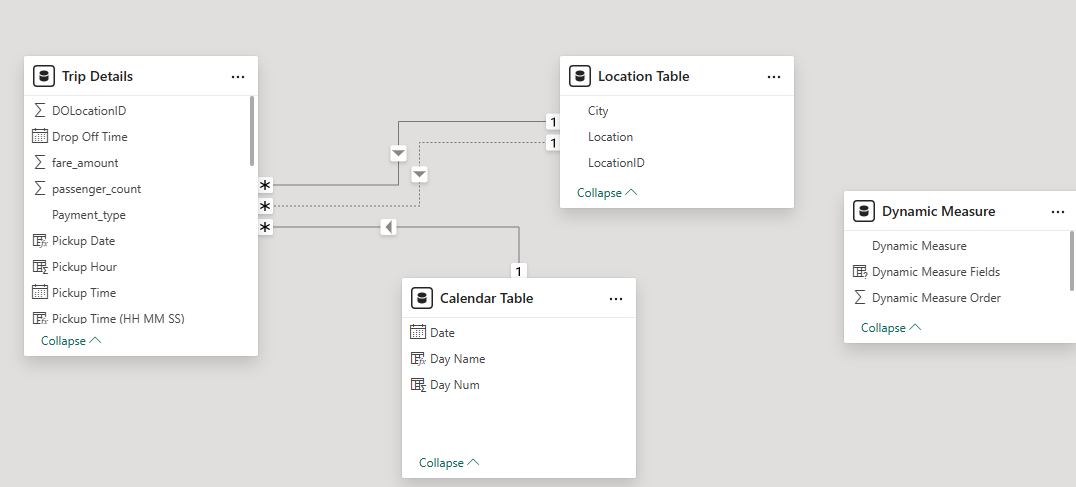 Trip Details
DOLocationID
Drop Off Time
fare_amount
passenger_count
Payment_type
Pickup Date
Pickup Hour
Pickup Time
Pickup Time (HH MM SS)
Collapse
*
*
*
1
1
1
Location Table
City
Location
LocationID
Collapse
Calendar Table
Date
Day Name
Day Num
Collapse
Dynamic Measure
Dynamic Measure
Dynamic Measure Fields
Dynamic Measure Order
Collapse